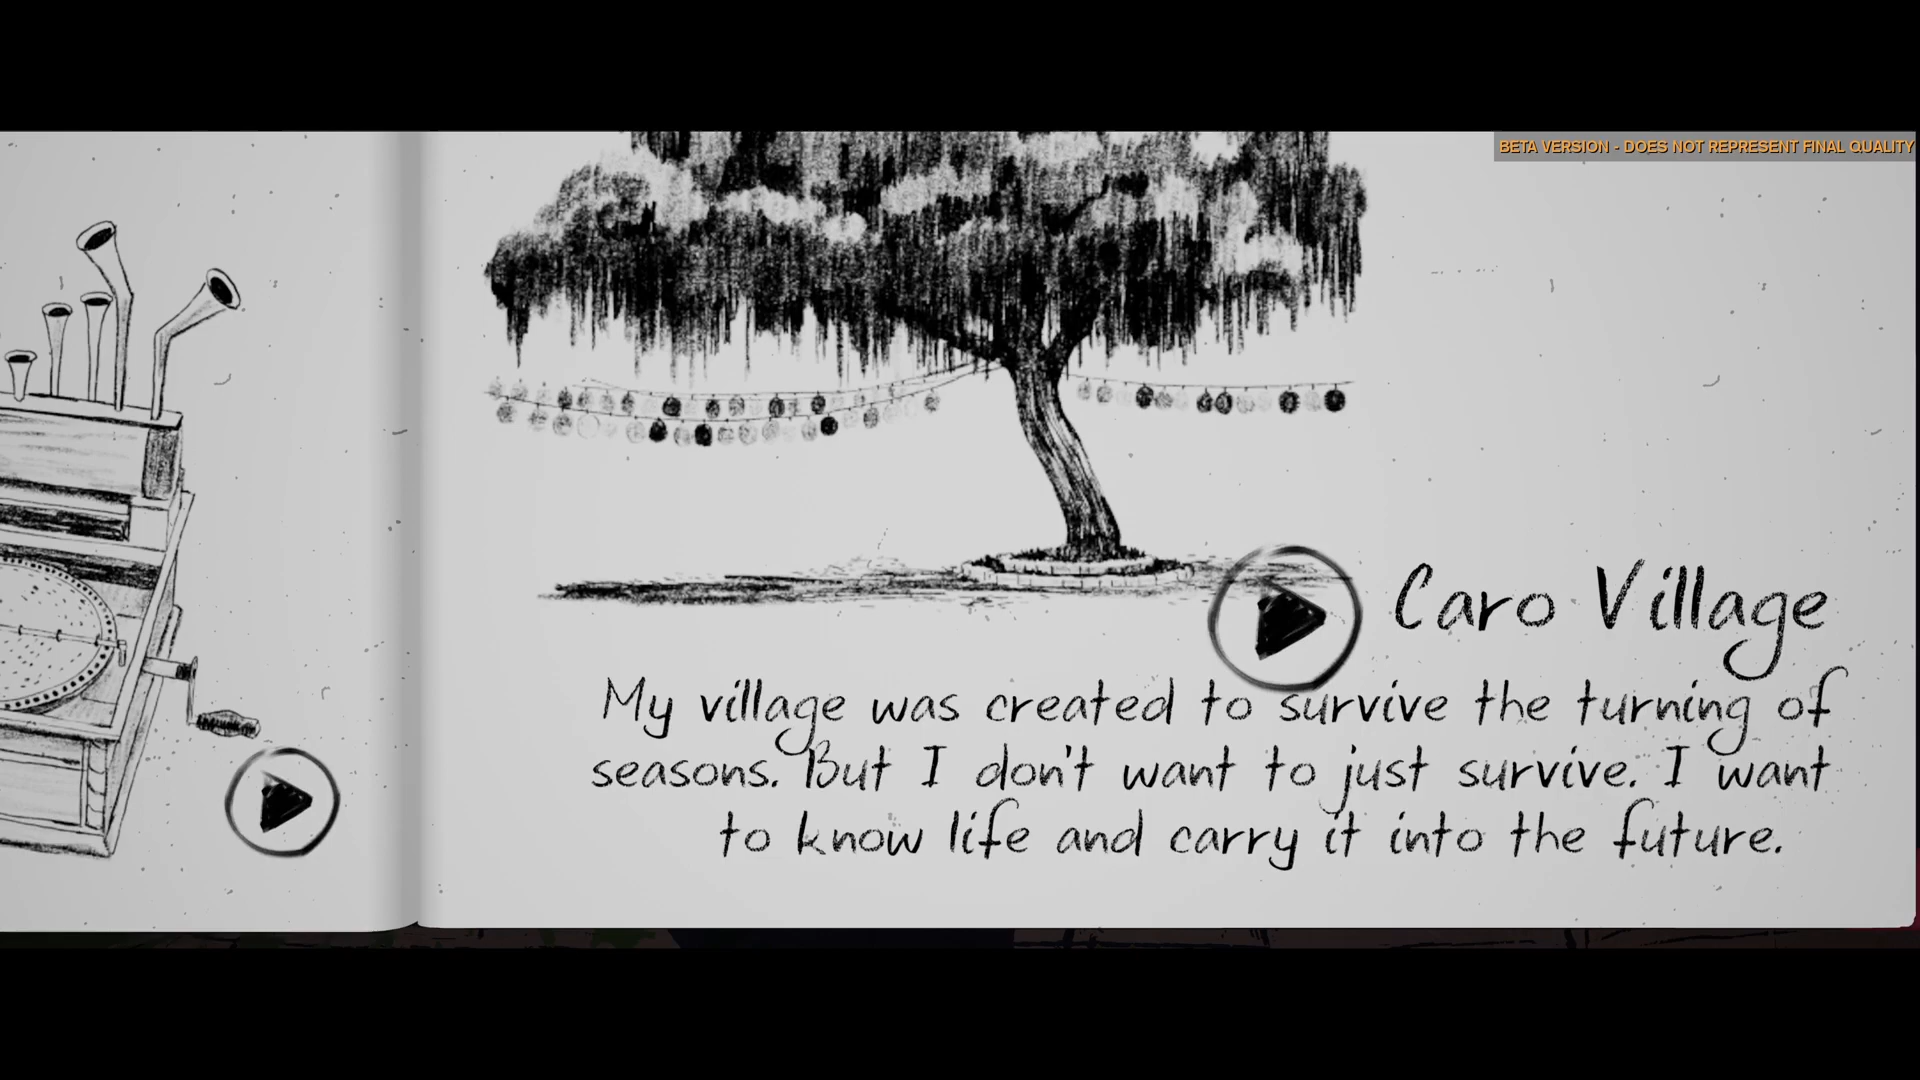 BETA VERSION - DOES NOT REPRESENT FINAL QUALITY
Caro Village
My village was created to survive the turning of
seasons. But I don't want to just survive. I want
to know life and carry it into the future.